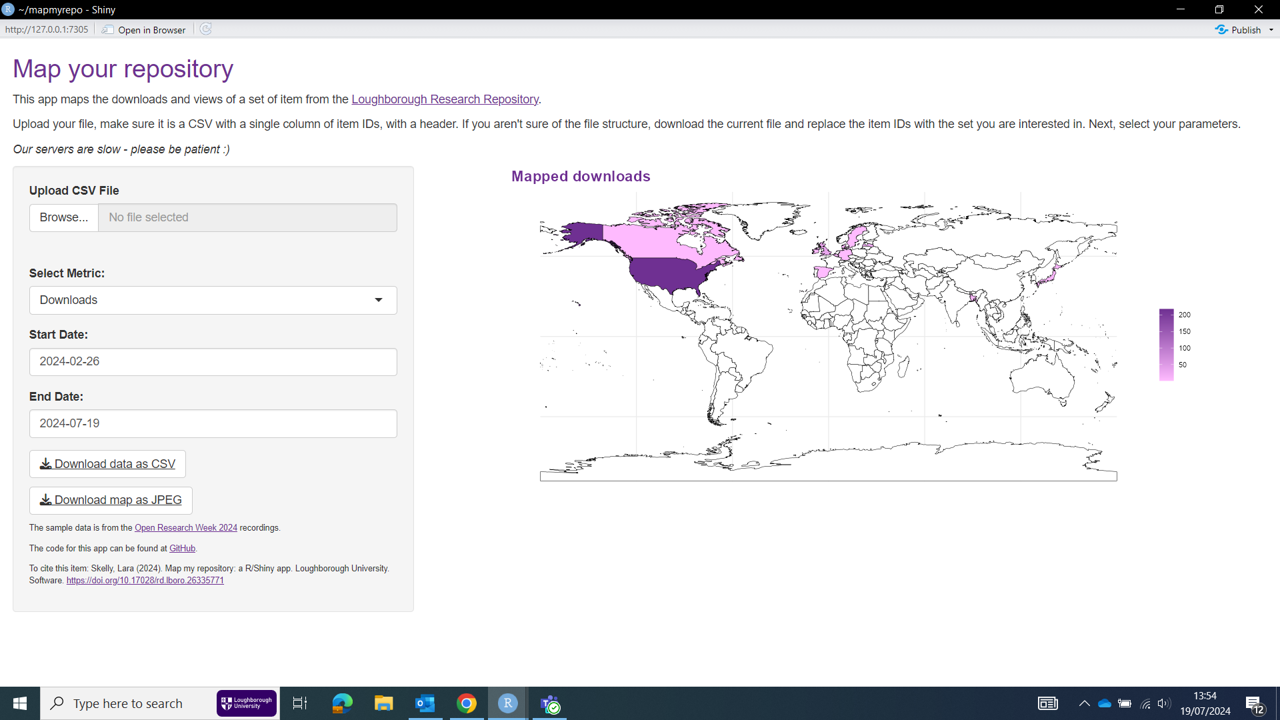 ~/mapmyrepo - Shiny
http://127.0.0.1:7305 Open in Browser Publish
Map your repository
This app maps the downloads and views of a set of item from the Loughborough Research Repository.
Upload your file, make sure it is a CSV with a single column of item IDs, with a header. If you aren't sure of the file structure, download the current file and replace the item IDs with the set you are interested in. Next, select your parameters.
Our servers are slow - please be patient :)
Upload CSV File
Browse... No file selected
Select Metric:
Downloads
Start Date:
2024-02-26
End Date:
2024-07-19
Download data as CSV
Download map as JPEG
The sample data is from the Open Research Week 2024 recordings.
The code for this app can be found at GitHub.
To cite this item: Skelly, Lara (2024). Map my repository: a R/Shiny app. Loughborough University.
Software. https://doi.org/10.17028/rd.lboro.26335771
Mapped downloads
200
150
100
50
Type here to search
Loughborough
University
R
13:54
19/07/2024
12